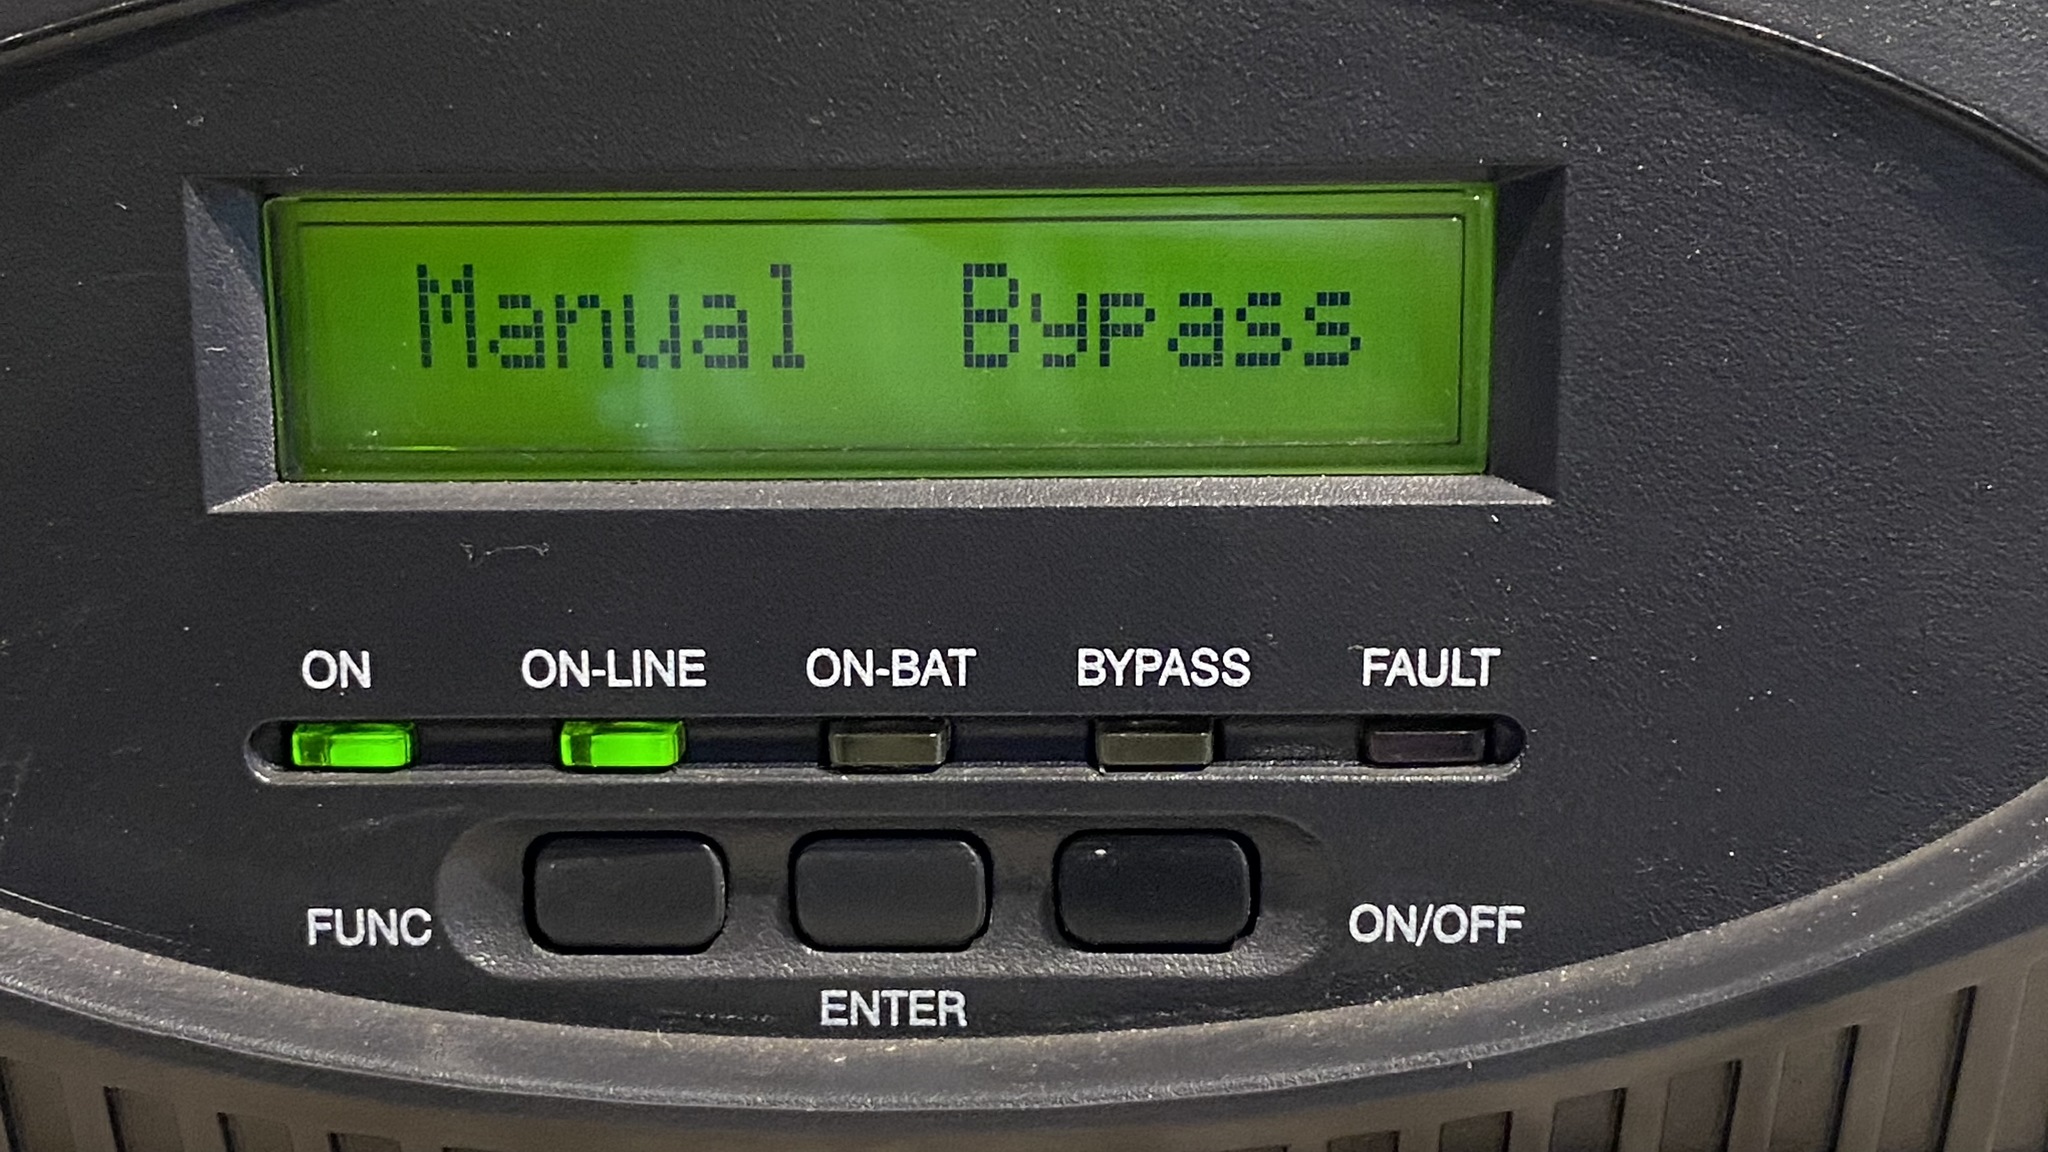 Manual Bypass
ON ON-LINE ON-BAT BYPASS FAULT
FUNC ON/OFF
ENTER